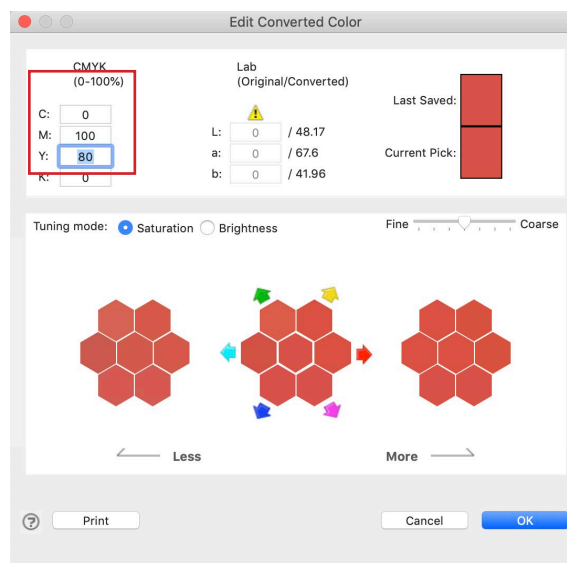 Edit Converted Color
CMYK
(0-100%)
Lab
(Original/Converted)
Last Saved:
C: 0
M: 100
L: 0 / 48.17
Y: 80
a: 0 / 67.6
Current Pick:
K: 0
b: 0 / 41.96
Tuning mode: Saturation Brightness
Fine Coarse
Less
More
? Print Cancel OK